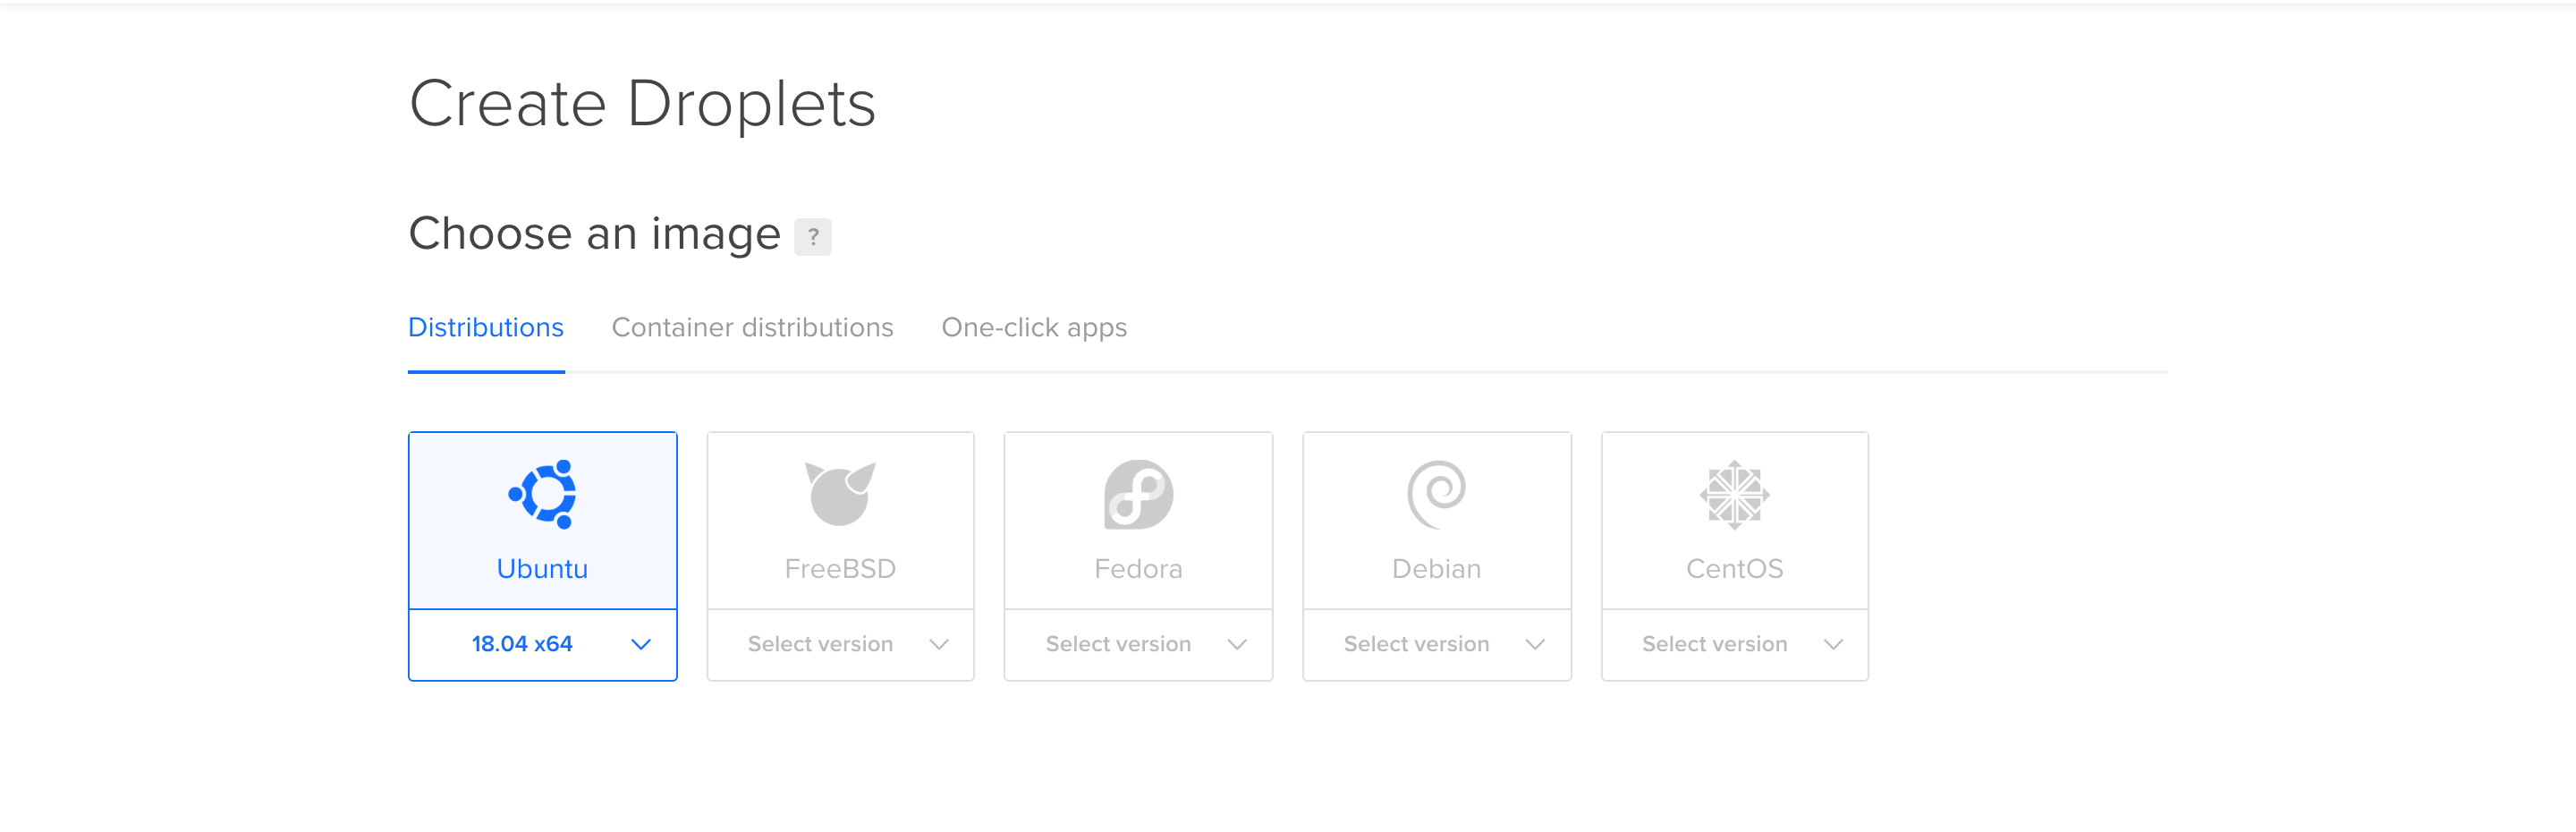 Create Droplets
Choose an image ?
Distributions Container distributions One-click apps
Ubuntu FreeBSD Fedora Debian CentOS
18.04 x64 Select version Select version Select version Select version